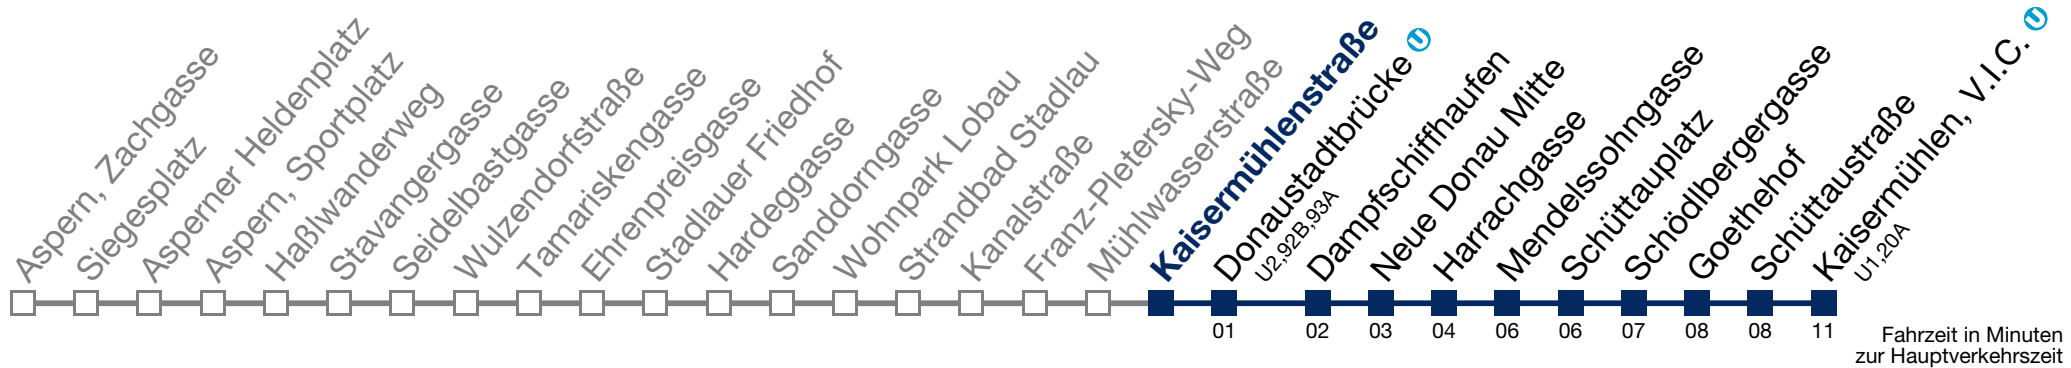 Aspern, Zachgasse
Siegesplatz
Asperner Heldenplatz
Aspern, Sportplatz
Haßlwanderweg
Stavangergasse
Seidelbastgasse
Wulzendorfstraße
Tamariskengasse
Ehrenpreisgasse
Stadlauer Friedhof
Hardeggasse
Sanddorngasse
Wohnpark Lobau
Strandbad Stadlau
Kanalstraße
Franz-Pletersky-Weg
Mühlwasserstraße
Kaisermühlenstraße
Donaustadtbrücke U
U2,92B,93A
Dampfschiffhaufen
Neue Donau Mitte
Harrachgasse
Mendelssohngasse
Schüttauplatz
Schödlbergergasse
Goethehof
Schüttaustraße
Kaisermühlen, V.I.C. U
U1,20A
01 02 03 04 06 06 07 08 08 11
Fahrzeit in Minuten
zur Hauptverkehrszeit